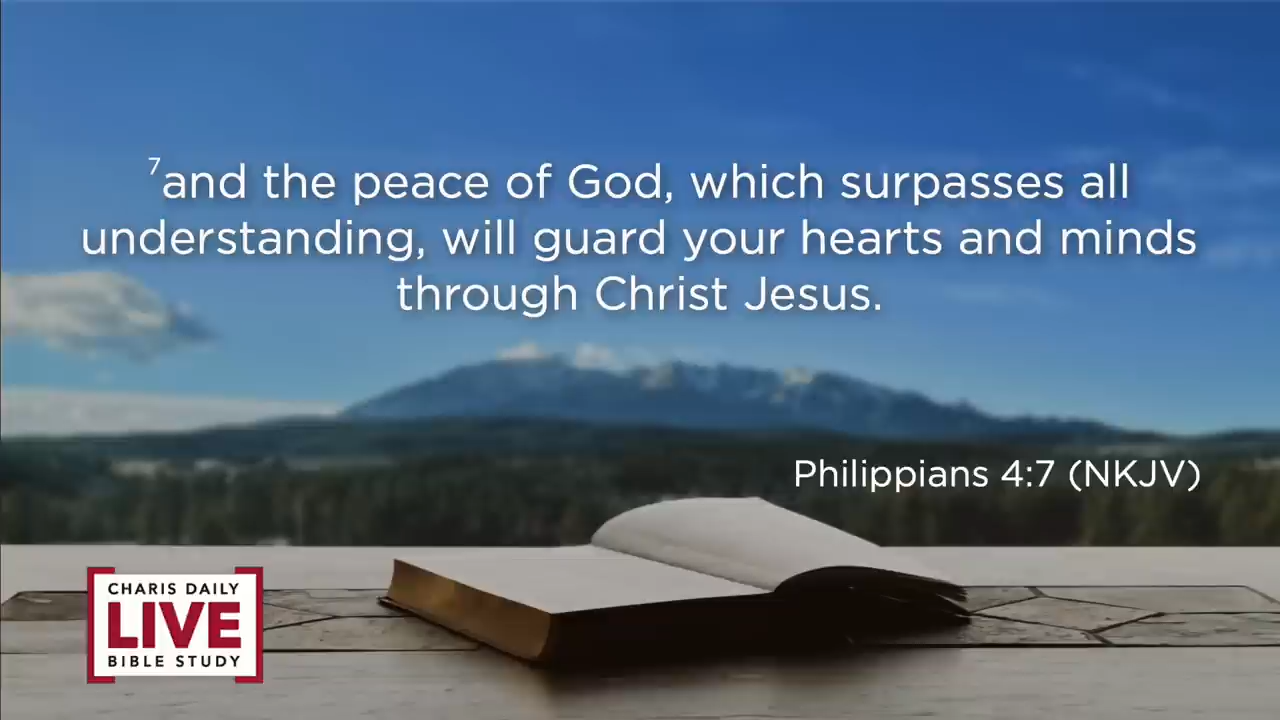 ⁷and the peace of God, which surpasses all
understanding, will guard your hearts and minds
through Christ Jesus.
Philippians 4:7 (NKJV)
CHARIS DAILY
LIVE
BIBLE STUDY